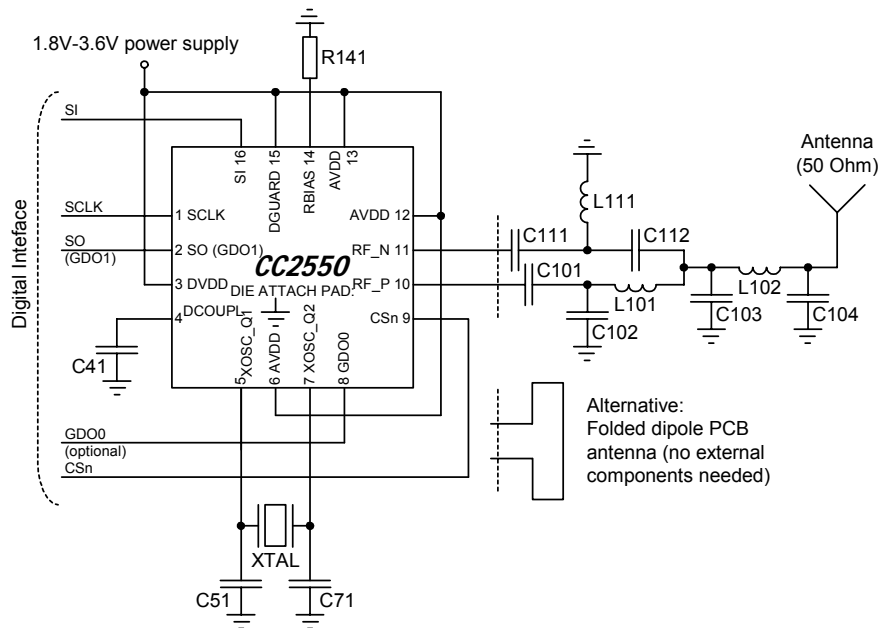 1.8V-3.6V power supply
R141
Digital Inteface
SI
SCLK
SO
(GDO1)
GDO0
(optional)
CSn
SI 16
DGUARD 15
RBIAS 14
AVDD 13
1 SCLK
2 SO (GDO1)
3 DVDD
4 DCOUPL
AVDD 12
RF_N 11
RF_P 10
CSn 9
CC2550
DIE ATTACH PAD:
5 XOSC_Q1
6 AVDD
7 XOSC_Q2
8 GDO0
C41
XTAL
C51
C71
L111
C111
C112
C101
L101
C102
C103
L102
C104
Antenna
(50 Ohm)
Alternative:
Folded dipole PCB
antenna (no external
components needed)